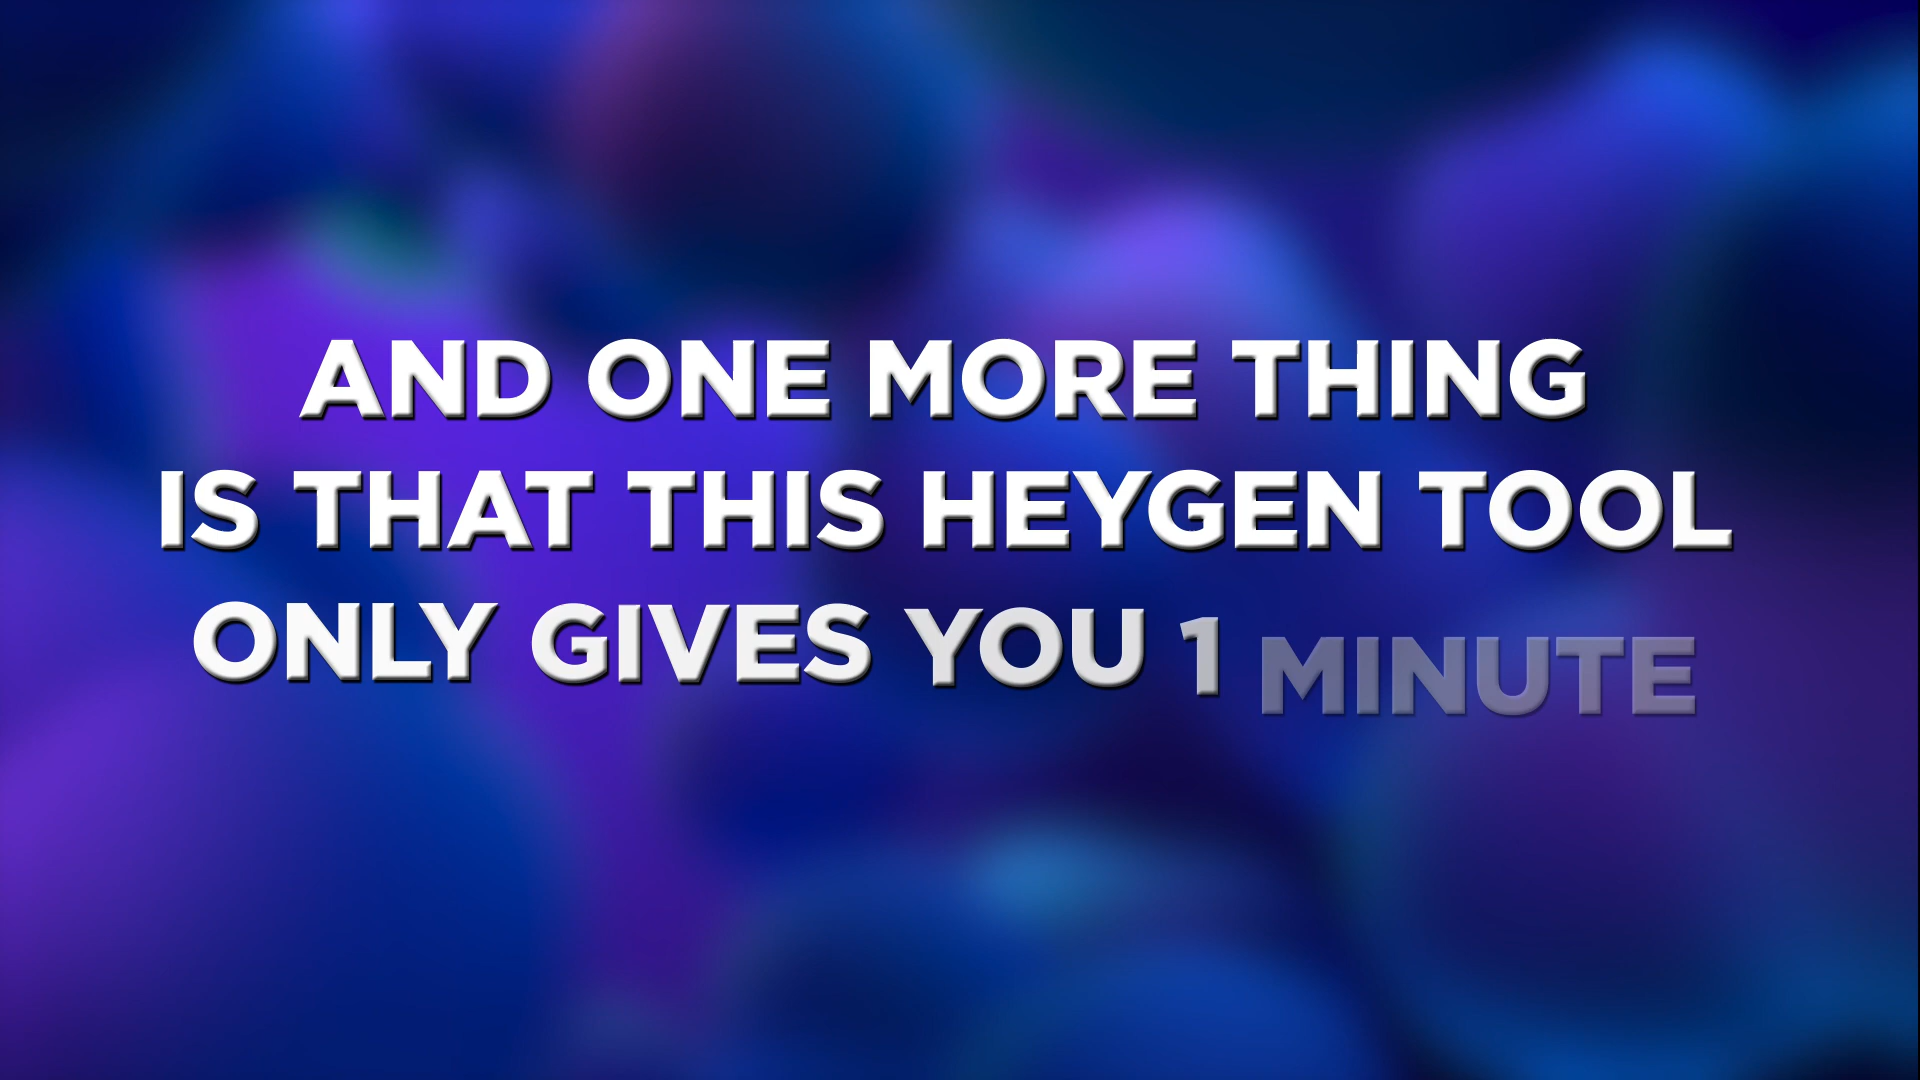 AND ONE MORE THING
IS THAT THIS HEYGEN TOOL
ONLY GIVES YOU 1 MINUTE